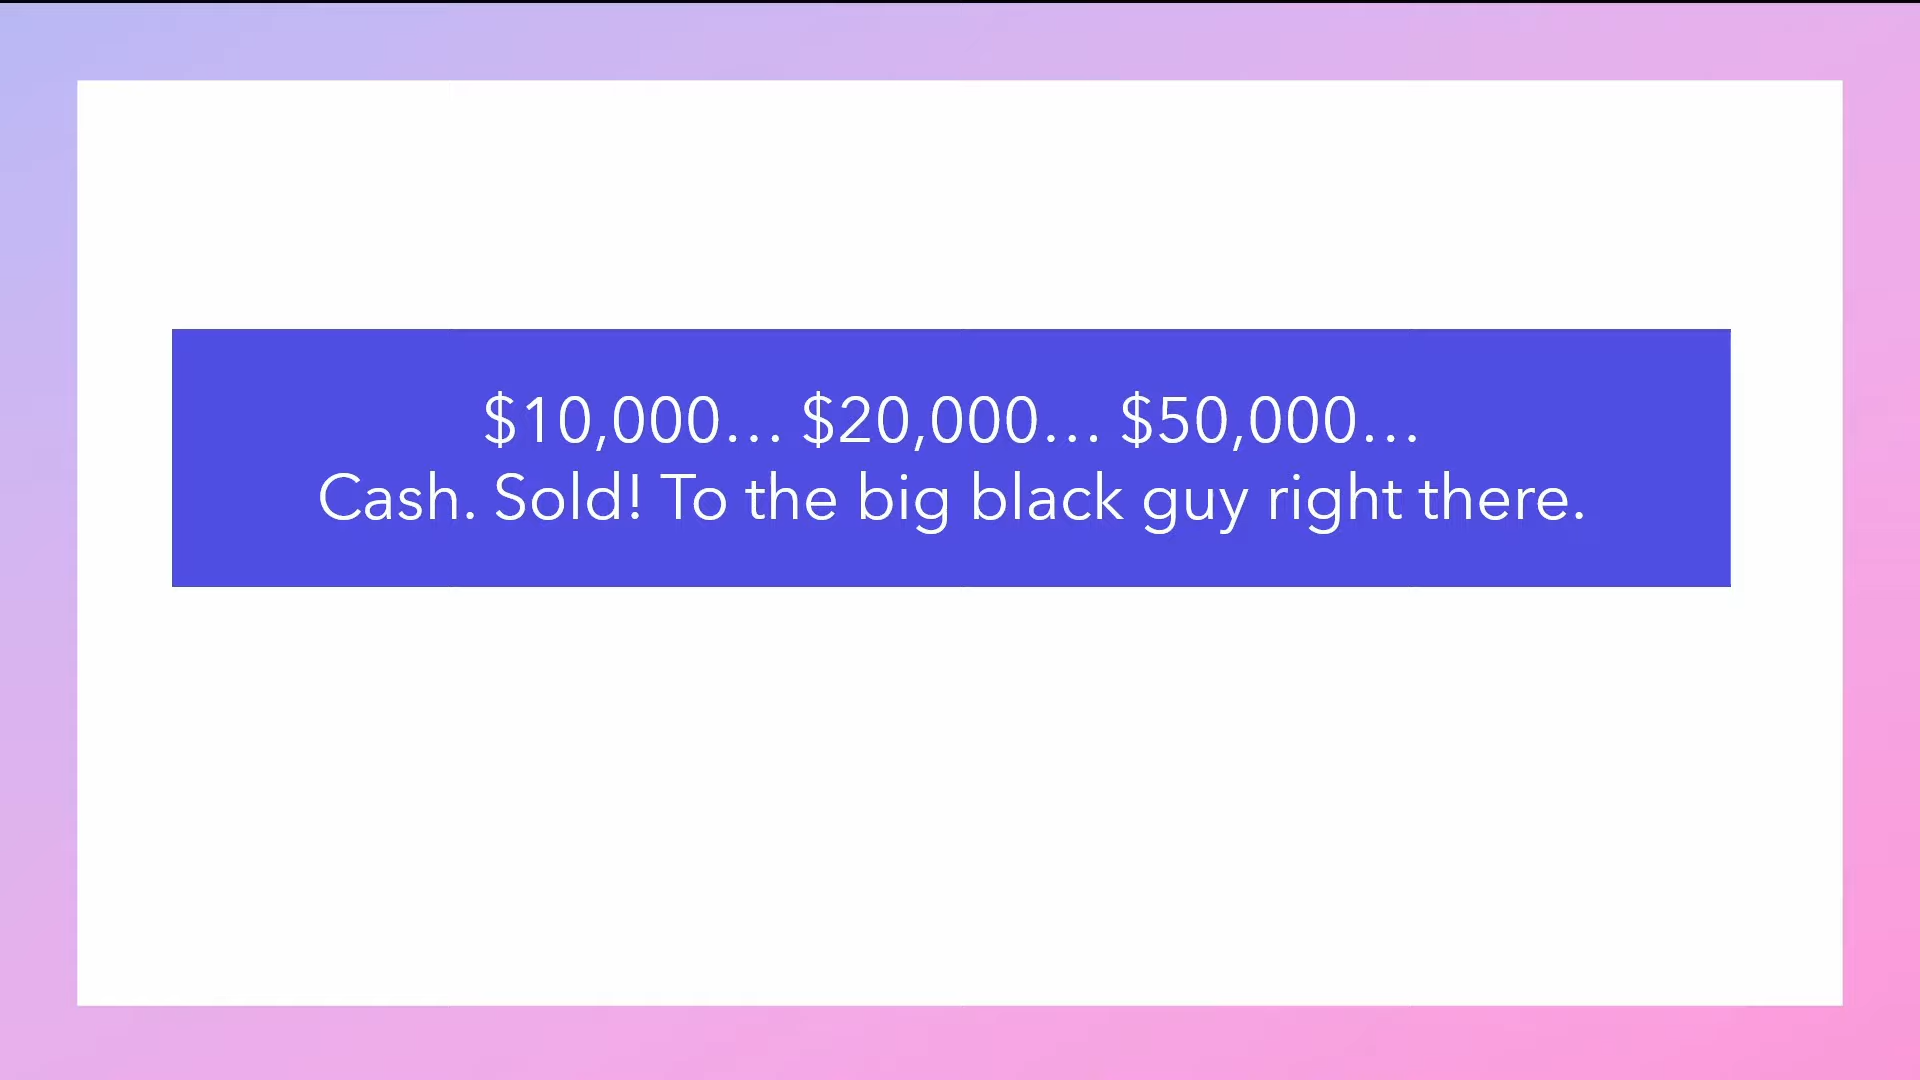 $10,000… $20,000… $50,000…
Cash. Sold! To the big black guy right there.